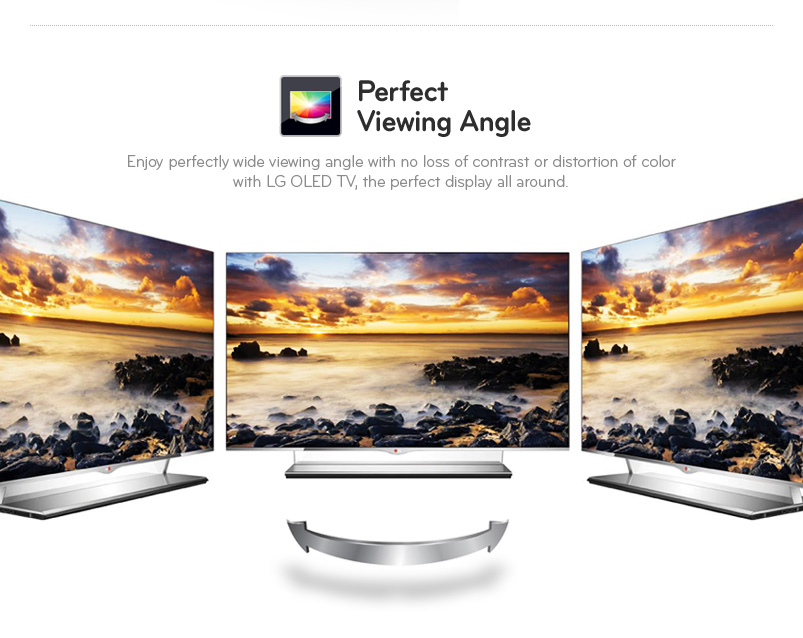 Perfect
Viewing Angle
Enjoy perfectly wide viewing angle with no loss of contrast or distortion of color
with LG OLED TV, the perfect display all around.